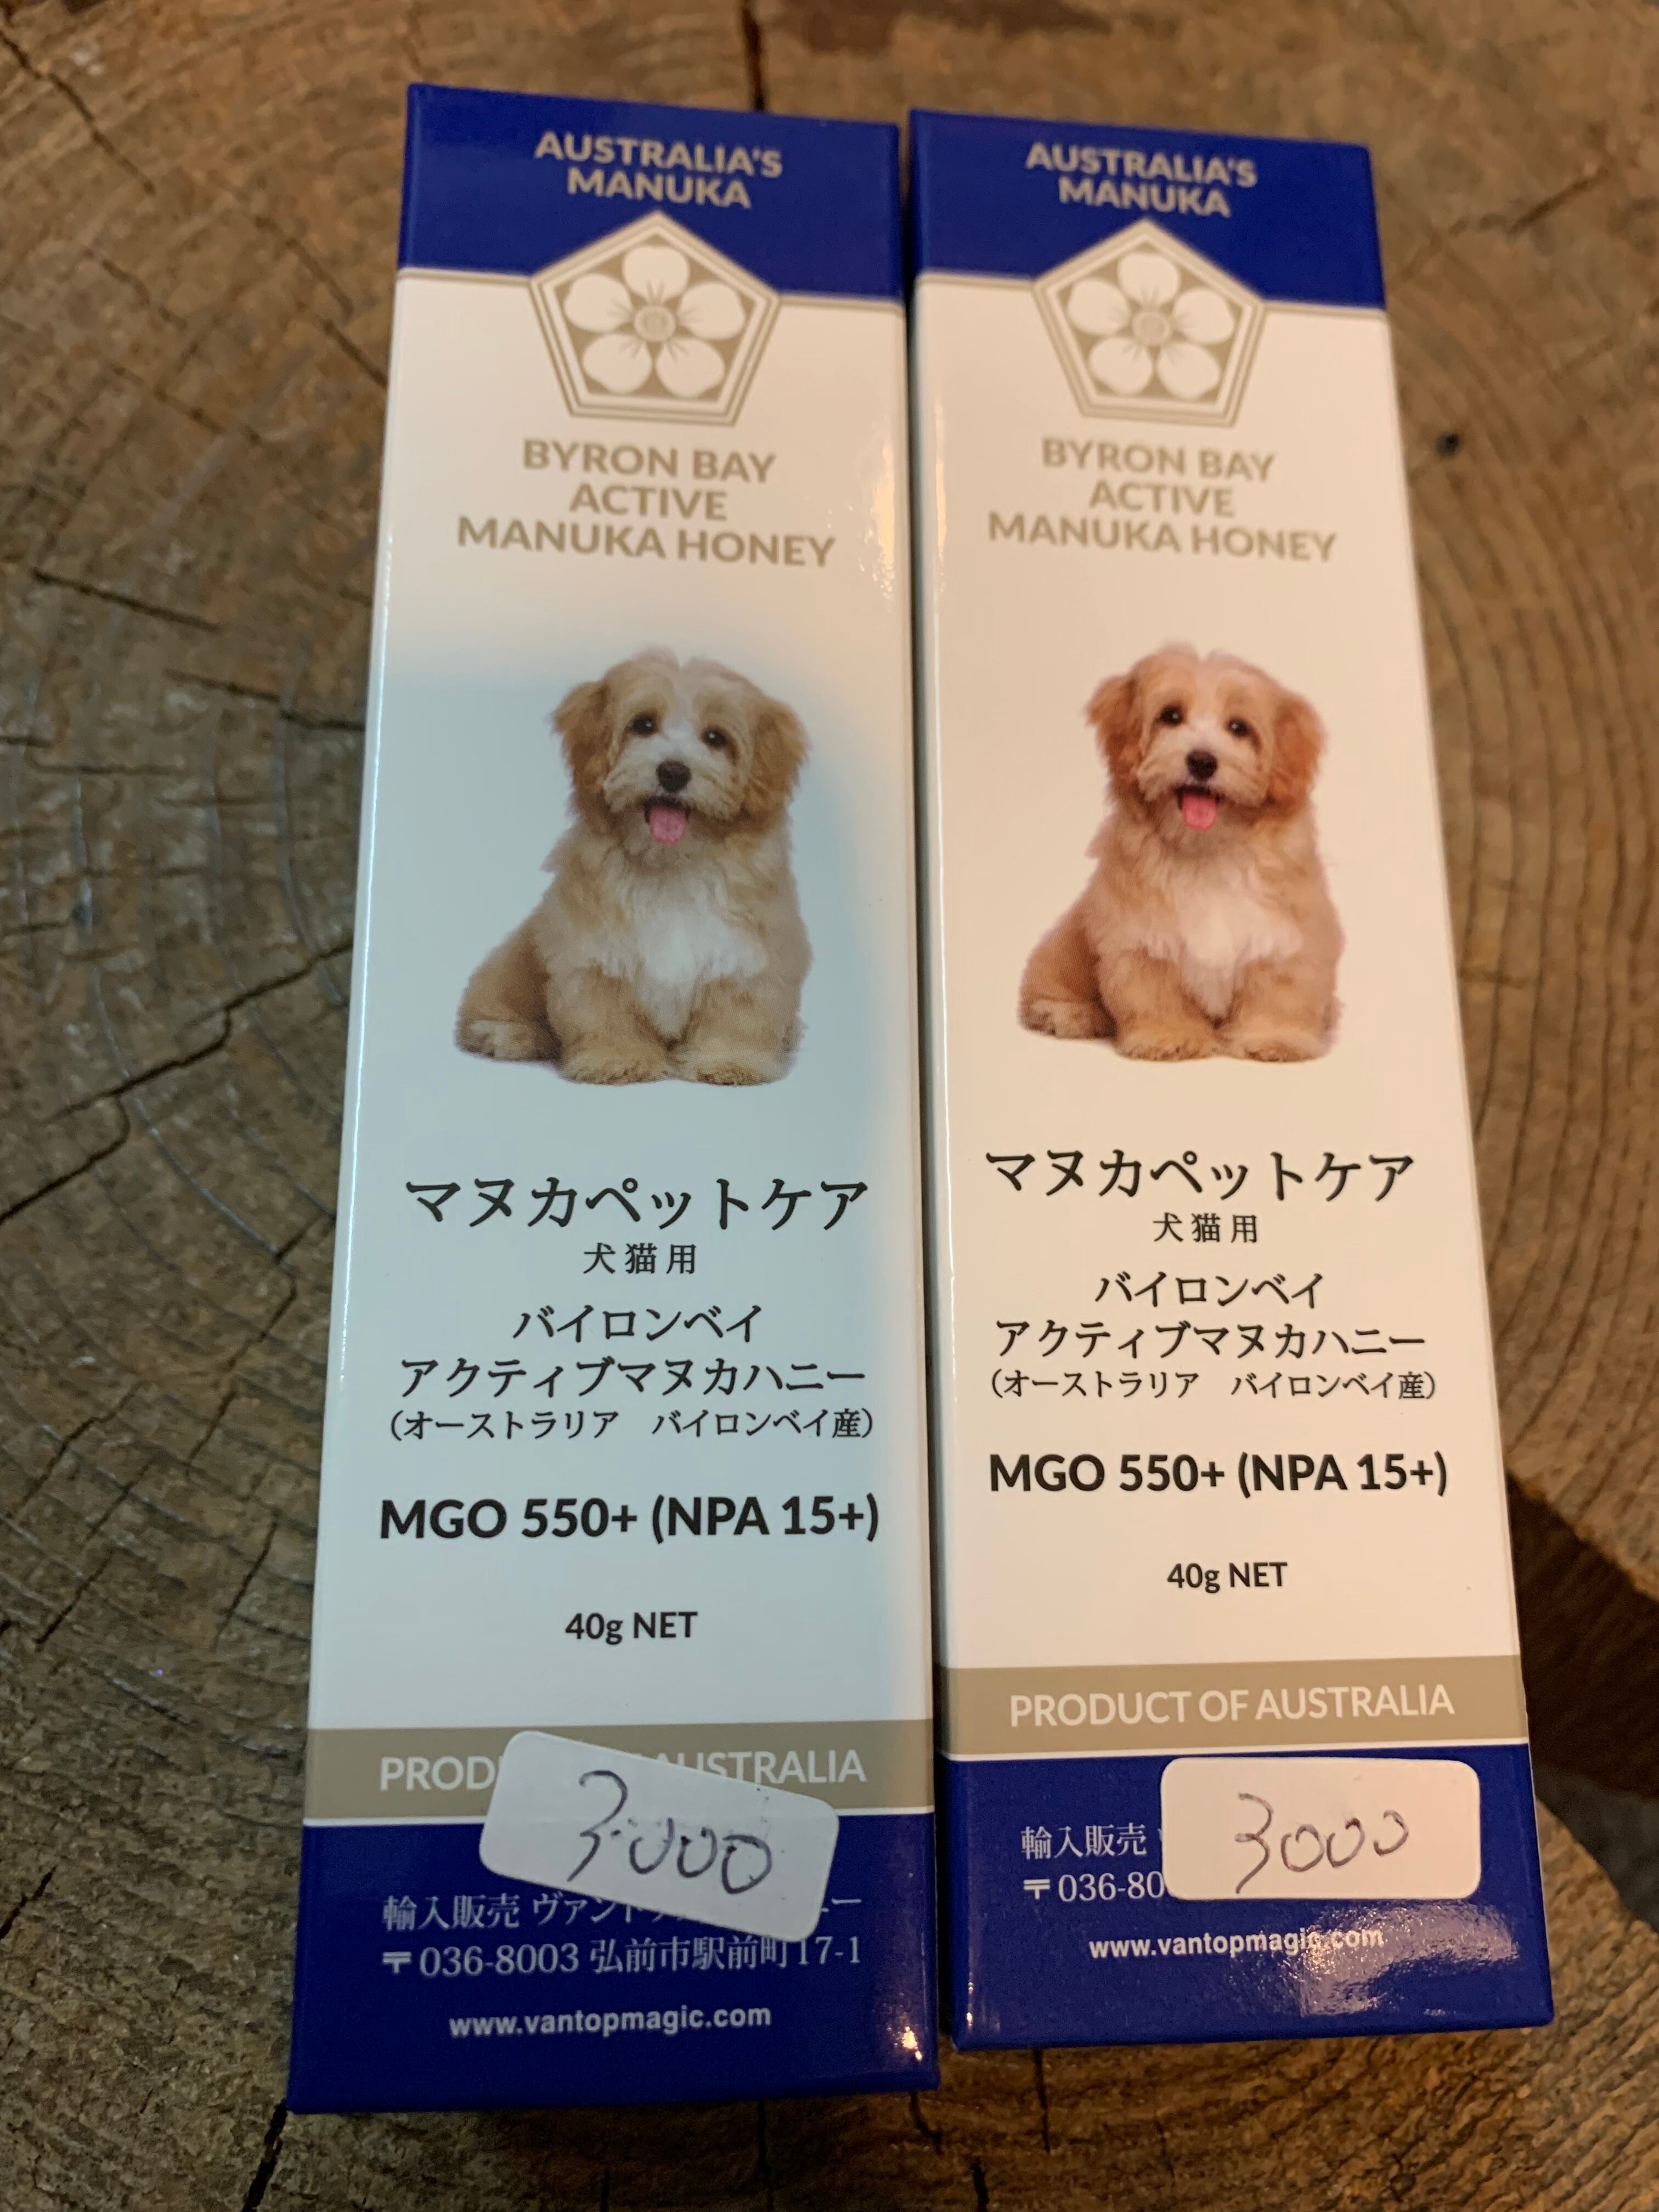 AUSTRALIA'S
MANUKA
BYRON BAY
ACTIVE
MANUKA HONEY
マヌカペットケア
犬猫用
バイロンベイ
アクティブマヌカハニー
(オーストラリア バイロンベイ産)
MGO 550+ (NPA 15+)
40g NET
AUSTRALIA
3000
輸入販売
〒036-8003 弘前市駅前町17-1
www.vantopmagic.com
AUSTRALIA'S
MANUKA
BYRON BAY
ACTIVE
MANUKA HONEY
マヌカペットケア
犬猫用
バイロンベイ
アクティブマヌカハニー
(オーストラリア バイロンベイ産)
MGO 550+ (NPA 15+)
40g NET
PRODUCT OF AUSTRALIA
3000
輸入販売
〒036-80
www.vantopmagic.com